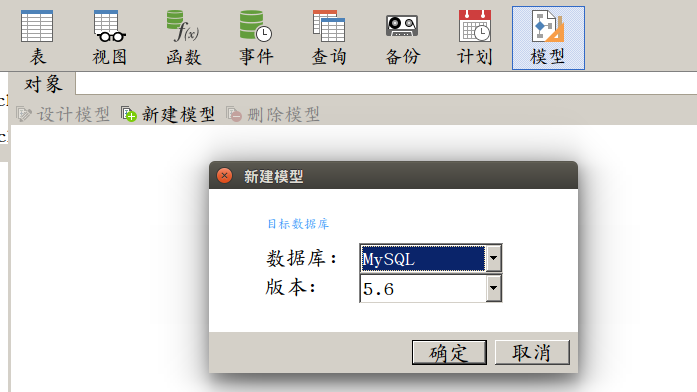 表 视图 函数 事件 查询 备份 计划 模型
对象
设计模型 新建模型 删除模型
新建模型
目标数据库
数据库： MySQL
版本： 5.6
确定 取消